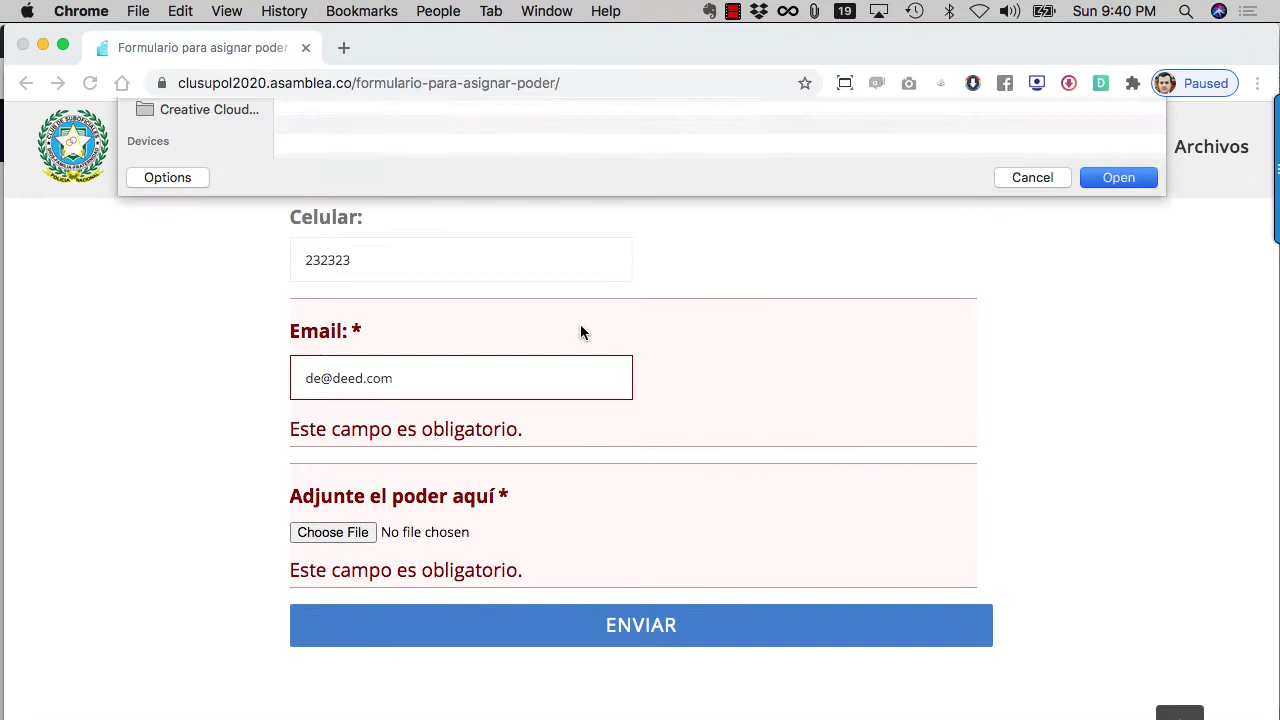 Chrome File Edit View History Bookmarks People Tab Window Help 19 Sun 9:40 PM
Formulario para asignar poder
clusupol2020.asamblea.co/formulario-para-asignar-poder/ Paused
Creative Cloud...
Devices
Options Cancel Open
Archivos
Celular:
232323
Email: *
de@deed.com
Este campo es obligatorio.
Adjunte el poder aquí *
Choose File No file chosen
Este campo es obligatorio.
ENVIAR